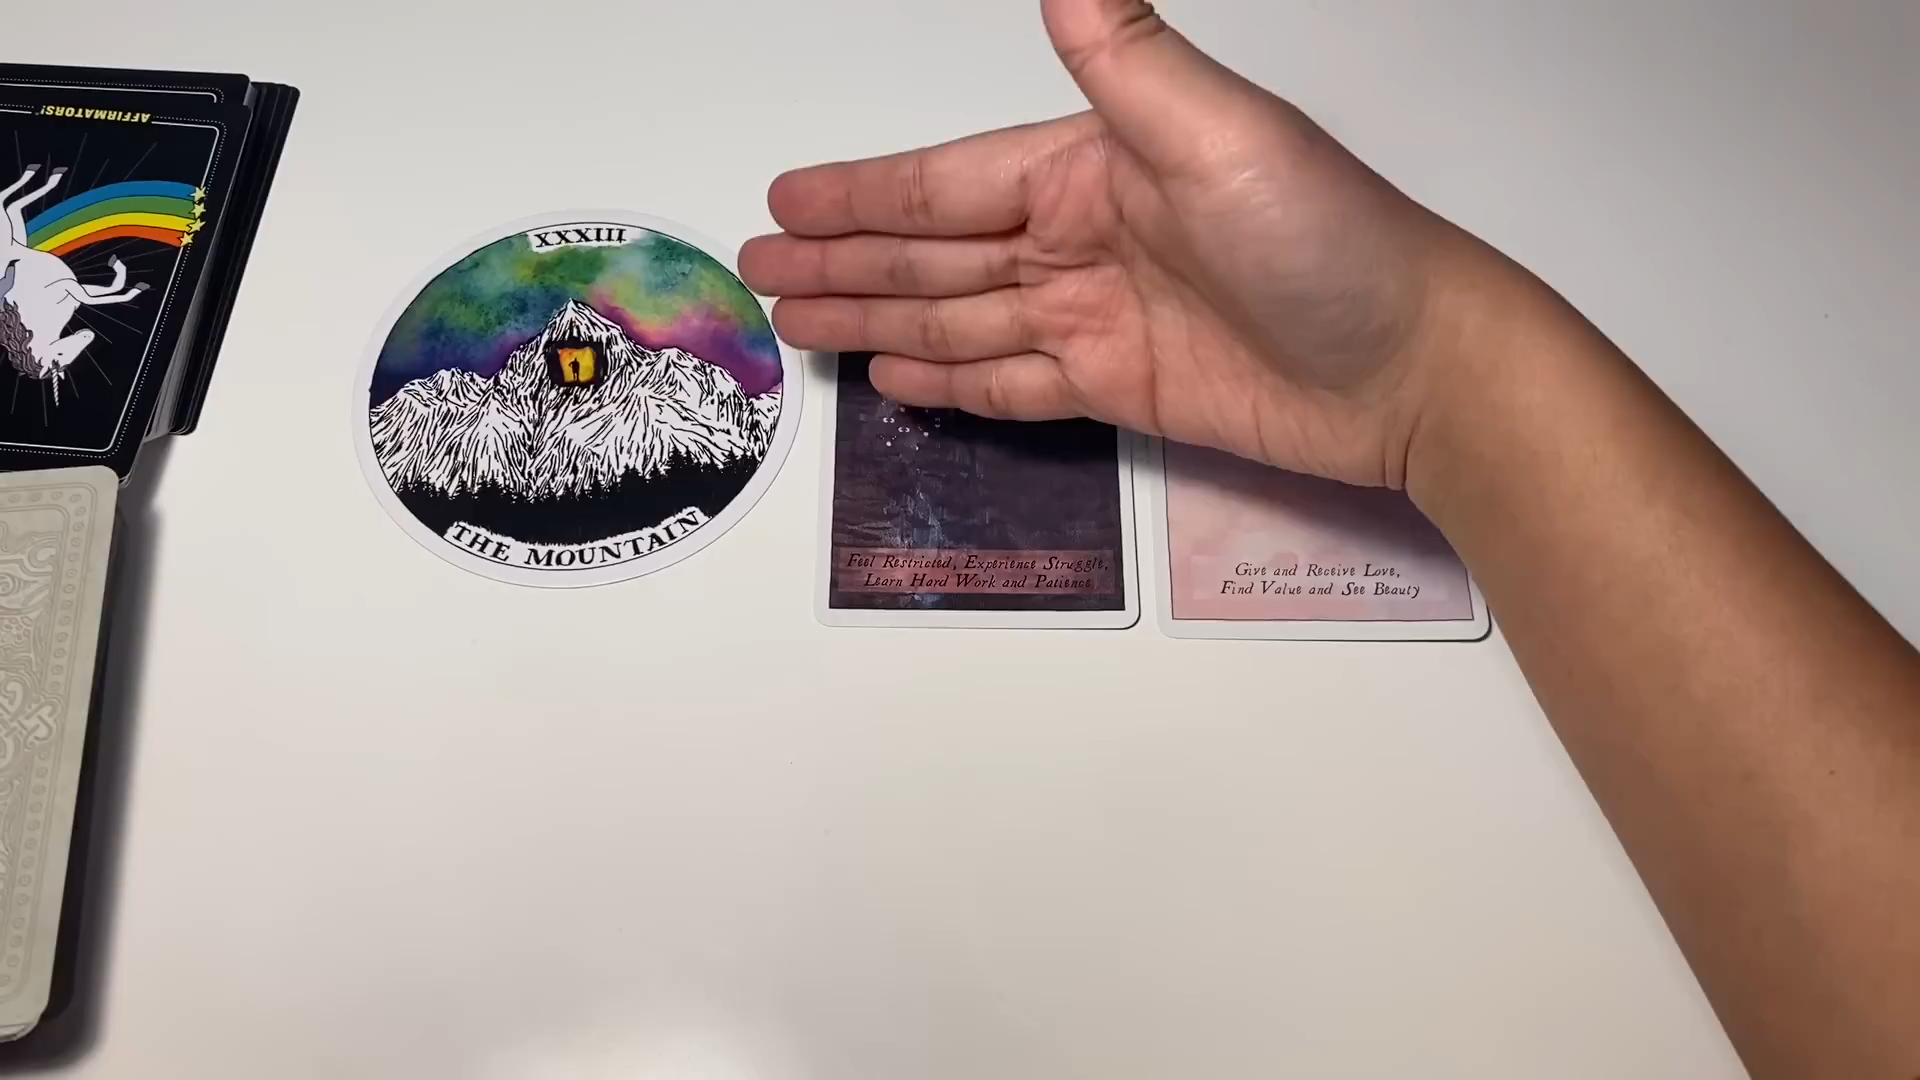 AFFIRMATORS!
XXXIII
THE MOUNTAIN
Feel Restricted, Experience Struggle,
Learn Hard Work and Patience
Give and Receive Love,
Find Value and See Beauty